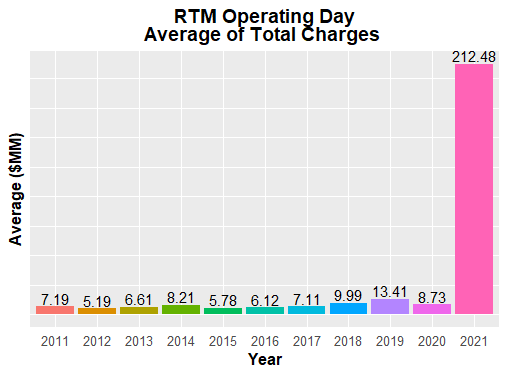 RTM Operating Day
Average of Total Charges
Average ($MM)
7.19 5.19 6.61 8.21 5.78 6.12 7.11 9.99 13.41 8.73 212.48
2011 2012 2013 2014 2015 2016 2017 2018 2019 2020 2021
Year